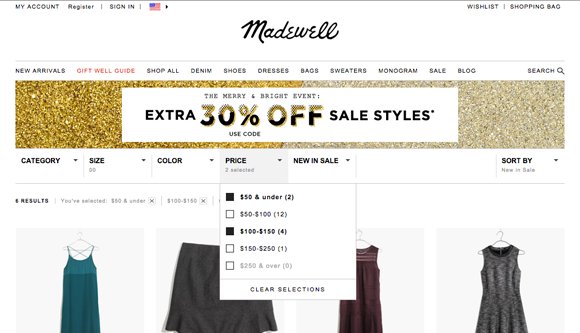 MY ACCOUNT Register | SIGN IN | WISHLIST | SHOPPING BAG
Madewell
NEW ARRIVALS GIFT WELL GUIDE SHOP ALL DENIM SHOES DRESSES BAGS SWEATERS MONOGRAM SALE BLOG SEARCH
THE MERRY & BRIGHT EVENT:
EXTRA 30% OFF SALE STYLES*
USE CODE
CATEGORY SIZE COLOR PRICE NEW IN SALE SORT BY
00 2 selected New in Sale
6 RESULTS | You've selected: $50 & under × | $100-$150 × |
$50 & under (2)
$50-$100 (12)
$100-$150 (4)
$150-$250 (1)
$250 & over (0)
CLEAR SELECTIONS